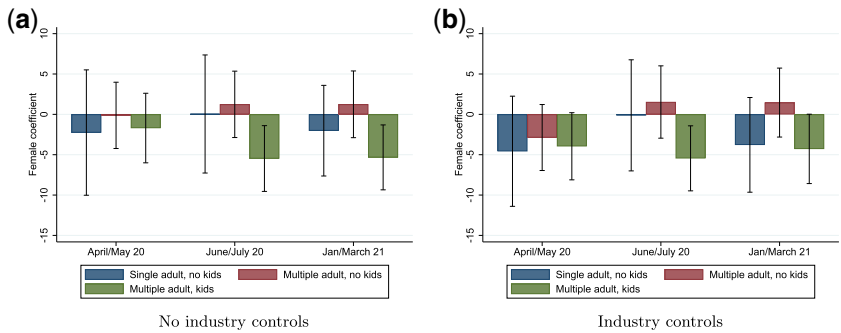 (a)
Female coefficient
10
5
0
-5
-10
-15
April/May 20 June/July 20 Jan/March 21
Single adult, no kids Multiple adult, no kids
Multiple adult, kids
No industry controls
(b)
Female coefficient
10
5
0
-5
-10
-15
April/May 20 June/July 20 Jan/March 21
Single adult, no kids Multiple adult, no kids
Multiple adult, kids
Industry controls